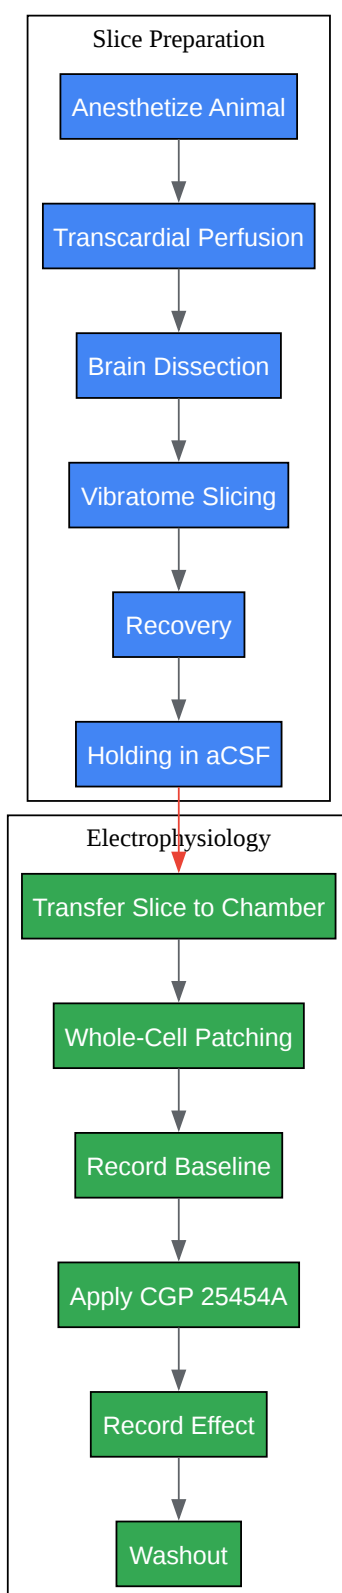 Slice Preparation
Anesthetize Animal
Transcardial Perfusion
Brain Dissection
Vibratome Slicing
Recovery
Holding in aCSF
Electrophysiology
Transfer Slice to Chamber
Whole-Cell Patching
Record Baseline
Apply CGP 25454A
Record Effect
Washout